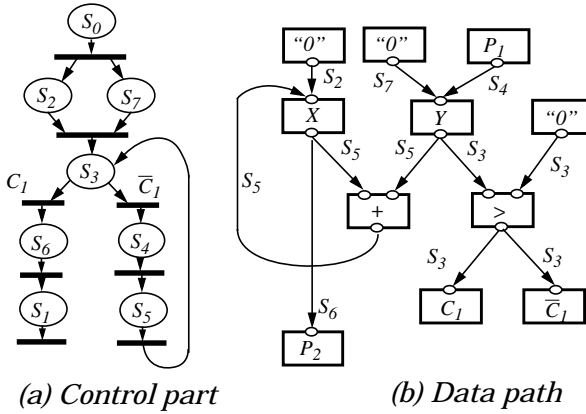 S₀
S₂ S₇
S₃
C₁ C̅₁
S₆ S₄
S₁ S₅
(a) Control part
“0” “0” P₁
S₂ S₇ S₄
X Y “0”
S₅ S₅ S₃ S₃
S₅
+ >
S₃ S₃
S₆
C₁ C̅₁
P₂
(b) Data path